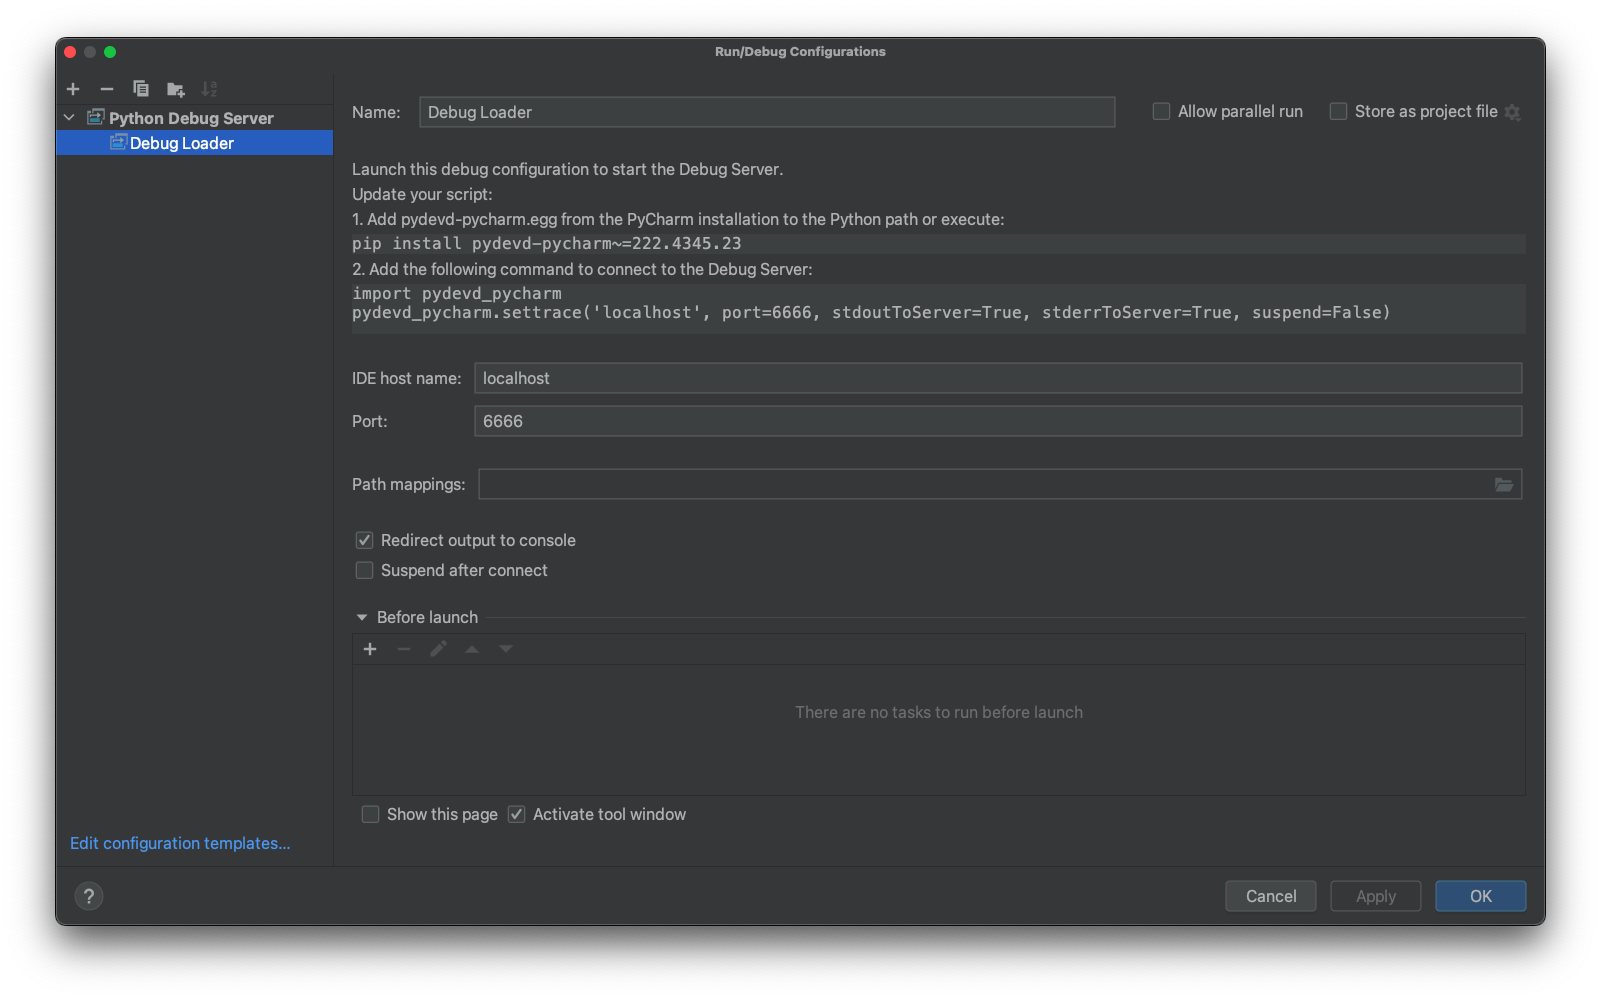 Run/Debug Configurations
Python Debug Server
Debug Loader
Edit configuration templates...
Name: Debug Loader Allow parallel run Store as project file
Launch this debug configuration to start the Debug Server.
Update your script:
1. Add pydevd-pycharm.egg from the PyCharm installation to the Python path or execute:
pip install pydevd-pycharm~=222.4345.23
2. Add the following command to connect to the Debug Server:
import pydevd_pycharm
pydevd_pycharm.settrace('localhost', port=6666, stdoutToServer=True, stderrToServer=True, suspend=False)
IDE host name: localhost
Port: 6666
Path mappings:
Redirect output to console
Suspend after connect
Before launch
There are no tasks to run before launch
Show this page Activate tool window
? Cancel Apply OK